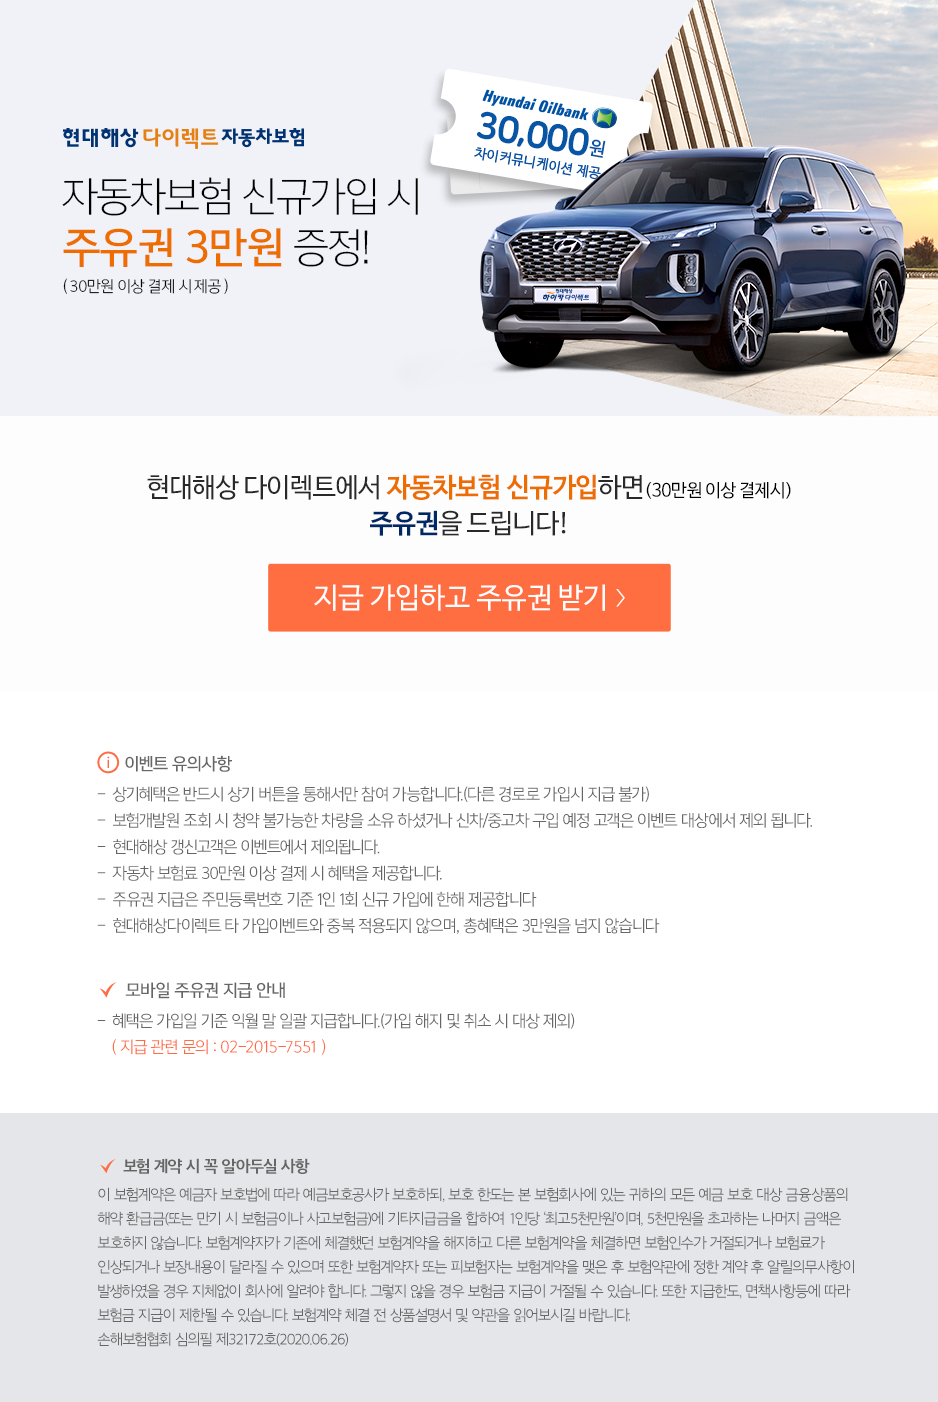 현대해상 다이렉트 자동차보험
자동차보험 신규가입 시
주유권 3만원 증정!
( 30만원 이상 결제 시 제공 )
Hyundai Oilbank
30,000원
차이커뮤니케이션 제공
현대해상
하이카다이렉트
현대해상 다이렉트에서 자동차보험 신규가입하면(30만원 이상 결제시)
주유권을 드립니다!
지급 가입하고 주유권 받기 >
i 이벤트 유의사항
- 상기혜택은 반드시 상기 버튼을 통해서만 참여 가능합니다.(다른 경로로 가입시 지급 불가)
- 보험개발원 조회 시 청약 불가능한 차량을 소유 하셨거나 신차/중고차 구입 예정 고객은 이벤트 대상에서 제외 됩니다.
- 현대해상 갱신고객은 이벤트에서 제외됩니다.
- 자동차 보험료 30만원 이상 결제 시 혜택을 제공합니다.
- 주유권 지급은 주민등록번호 기준 1인 1회 신규 가입에 한해 제공합니다
- 현대해상다이렉트 타 가입이벤트와 중복 적용되지 않으며, 총혜택은 3만원을 넘지 않습니다
모바일 주유권 지급 안내
- 혜택은 가입일 기준 익월 말 일괄 지급합니다.(가입 해지 및 취소 시 대상 제외)
( 지급 관련 문의 : 02-2015-7551 )
보험 계약 시 꼭 알아두실 사항
이 보험계약은 예금자 보호법에 따라 예금보호공사가 보호하되, 보호 한도는 본 보험회사에 있는 귀하의 모든 예금 보호 대상 금융상품의
해약 환급금(또는 만기 시 보험금이나 사고보험금)에 기타지급금을 합하여 1인당 '최고5천만원'이며, 5천만원을 초과하는 나머지 금액은
보호하지 않습니다. 보험계약자가 기존에 체결했던 보험계약을 해지하고 다른 보험계약을 체결하면 보험인수가 거절되거나 보험료가
인상되거나 보장내용이 달라질 수 있으며 또한 보험계약자 또는 피보험자는 보험계약을 맺은 후 보험약관에 정한 계약 후 알릴의무사항이
발생하였을 경우 지체없이 회사에 알려야 합니다. 그렇지 않을 경우 보험금 지급이 거절될 수 있습니다. 또한 지급한도, 면책사항등에 따라
보험금 지급이 제한될 수 있습니다. 보험계약 체결 전 상품설명서 및 약관을 읽어보시길 바랍니다.
손해보험협회 심의필 제32172호(2020.06.26)